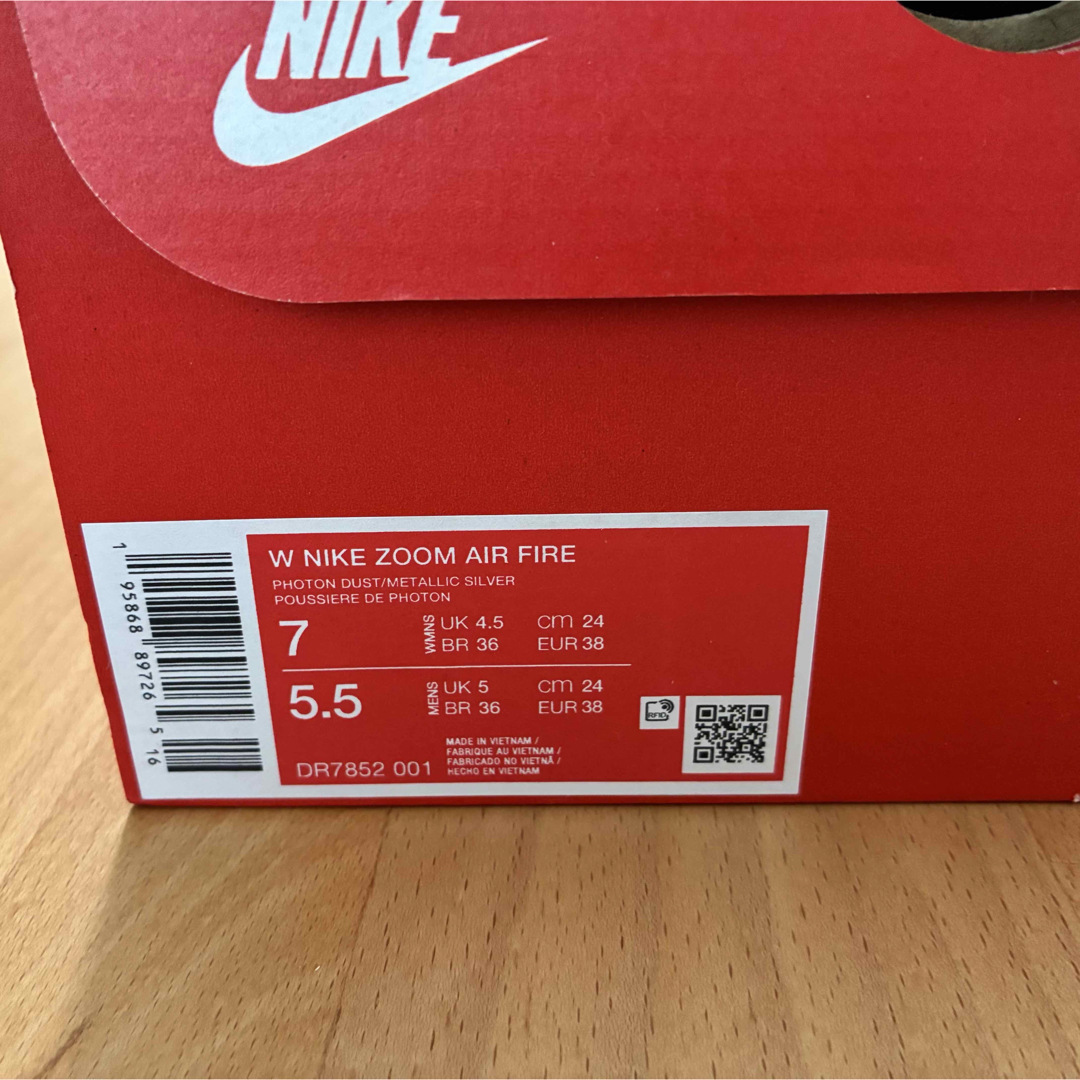 NIKE
W NIKE ZOOM AIR FIRE
PHOTON DUST/METALLIC SILVER
POUSSIERE DE PHOTON
7 WMNS UK 4.5 cm 24
BR 36 EUR 38
5.5 MENS UK 5 cm 24
BR 36 EUR 38
MADE IN VIETNAM /
FABRIQUE AU VIETNAM /
FABRICADO NO VIETNÃ /
HECHO EN VIETNAM
DR7852 001
RFID
1 95868 89726 5 16